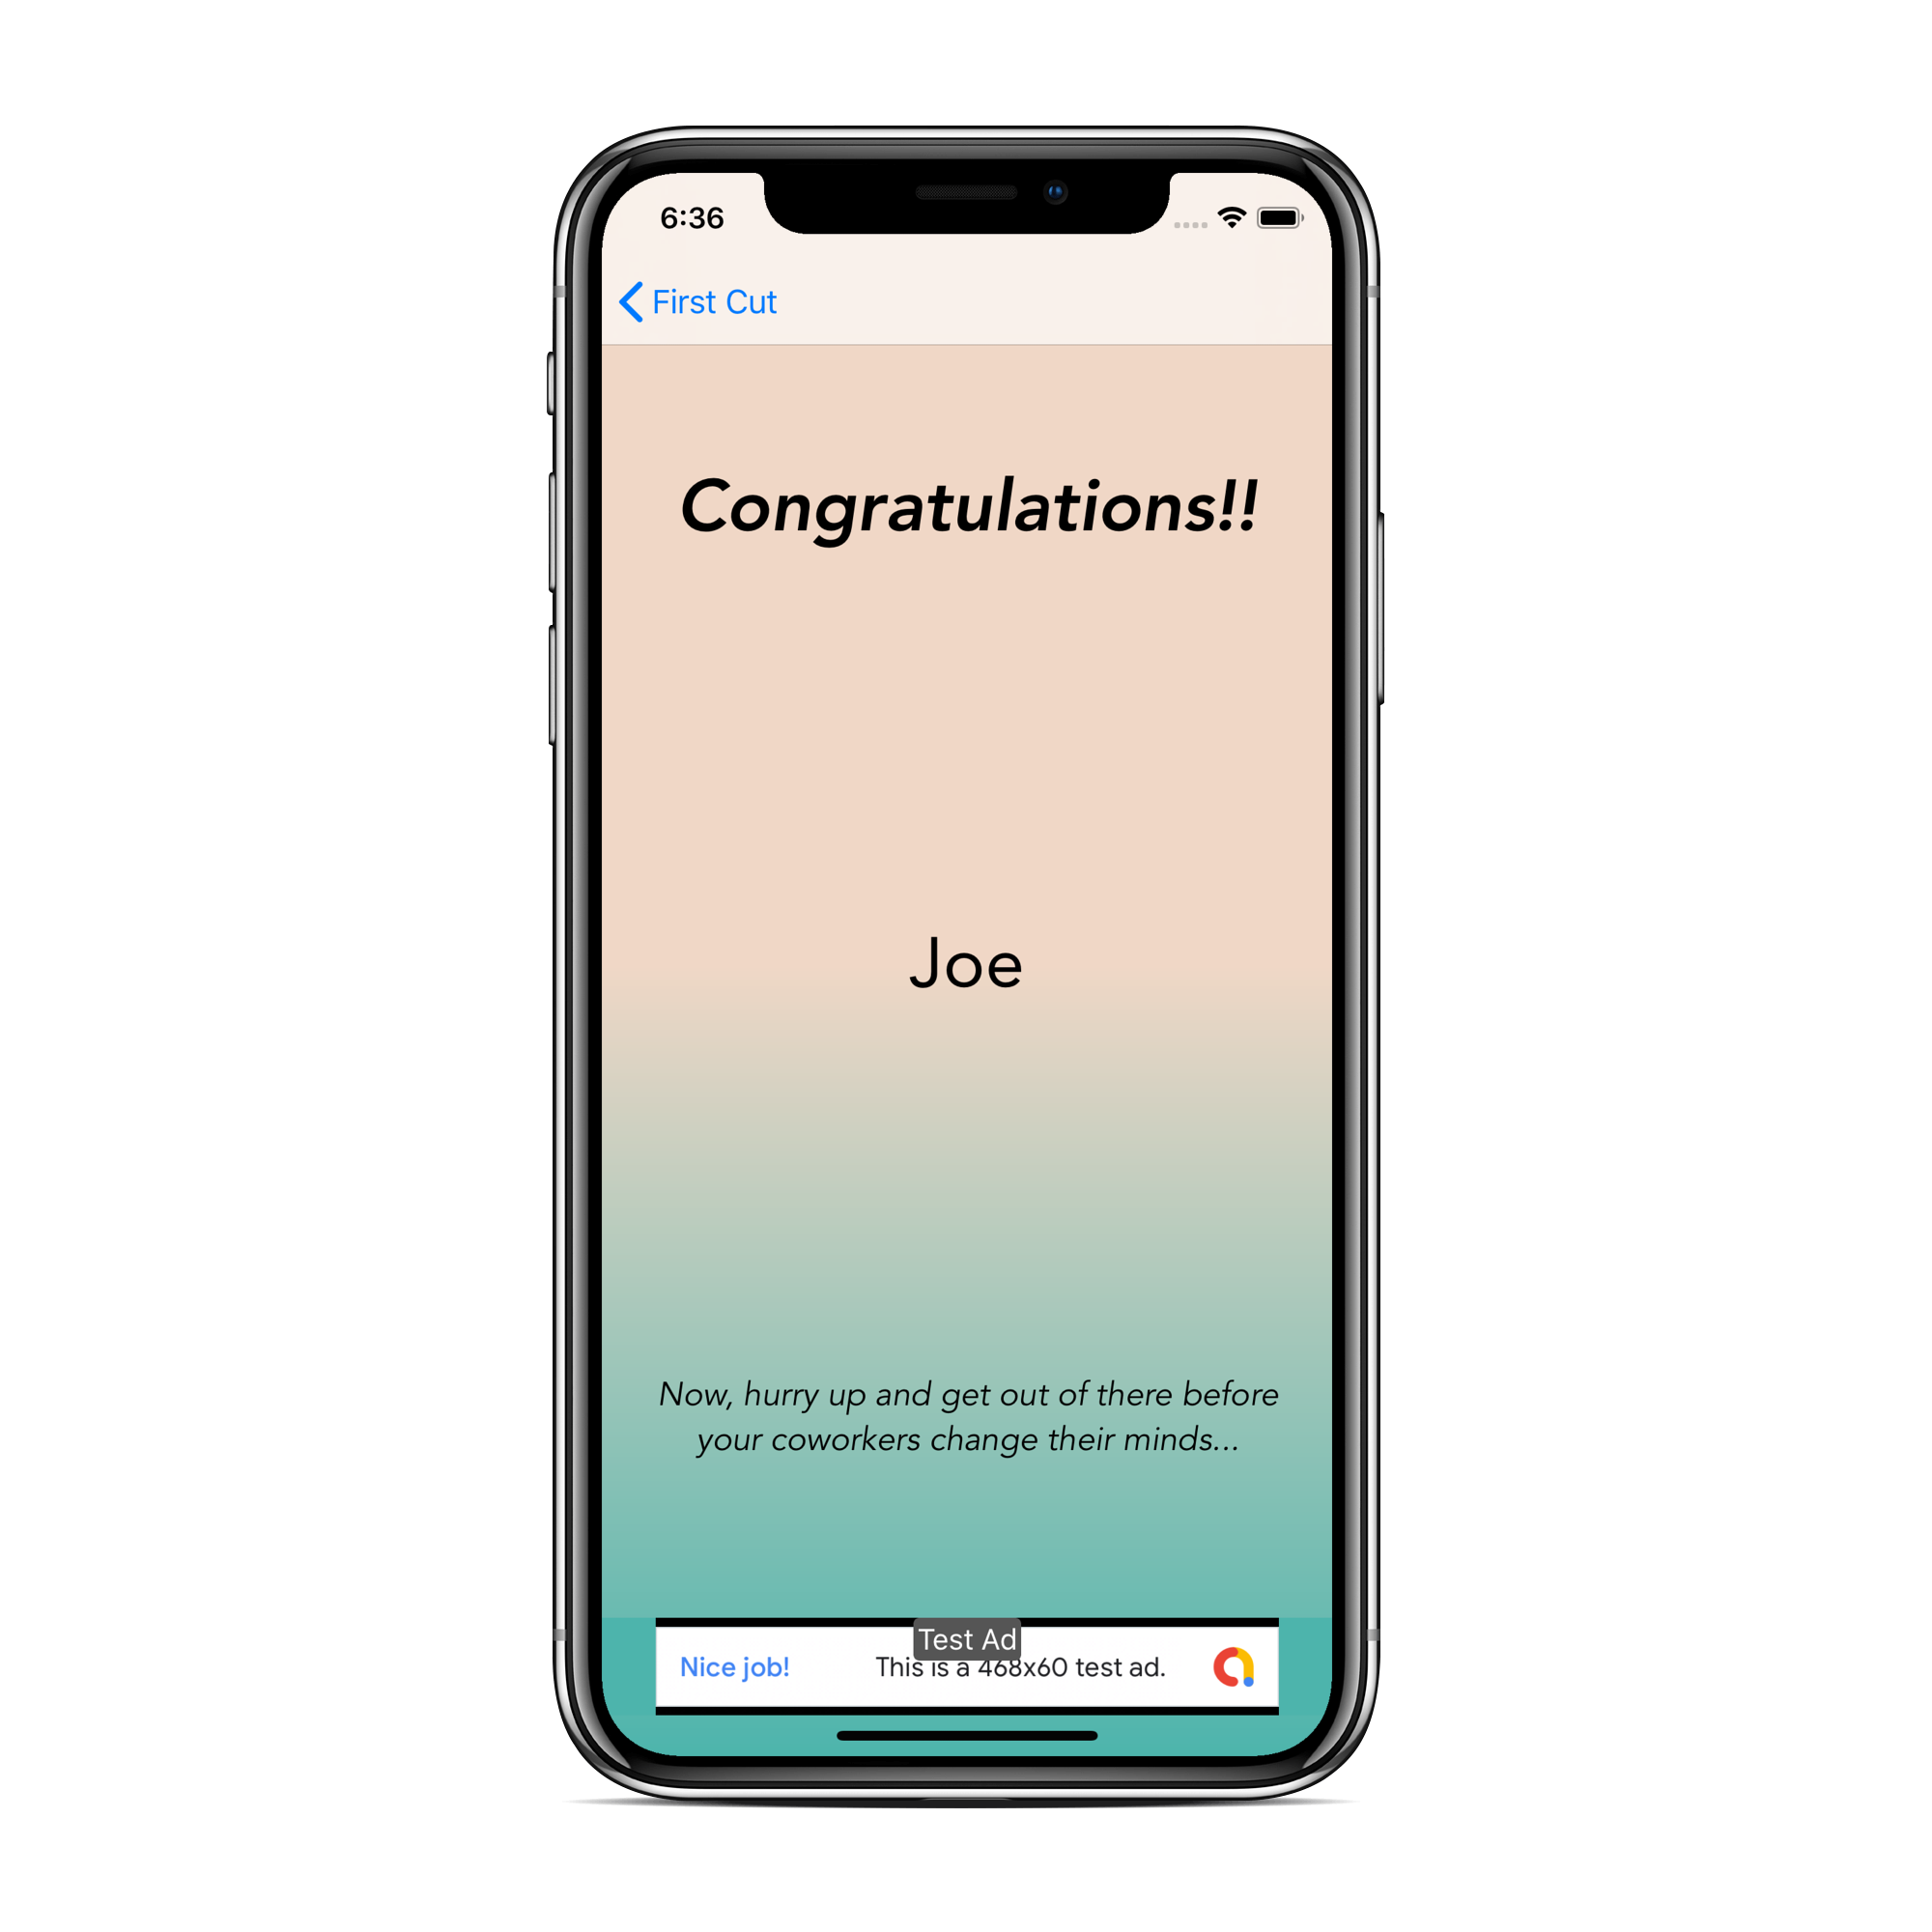 6:36
First Cut
Congratulations!!
Joe
Now, hurry up and get out of there before
your coworkers change their minds...
Test Ad
Nice job! This is a 468x60 test ad.